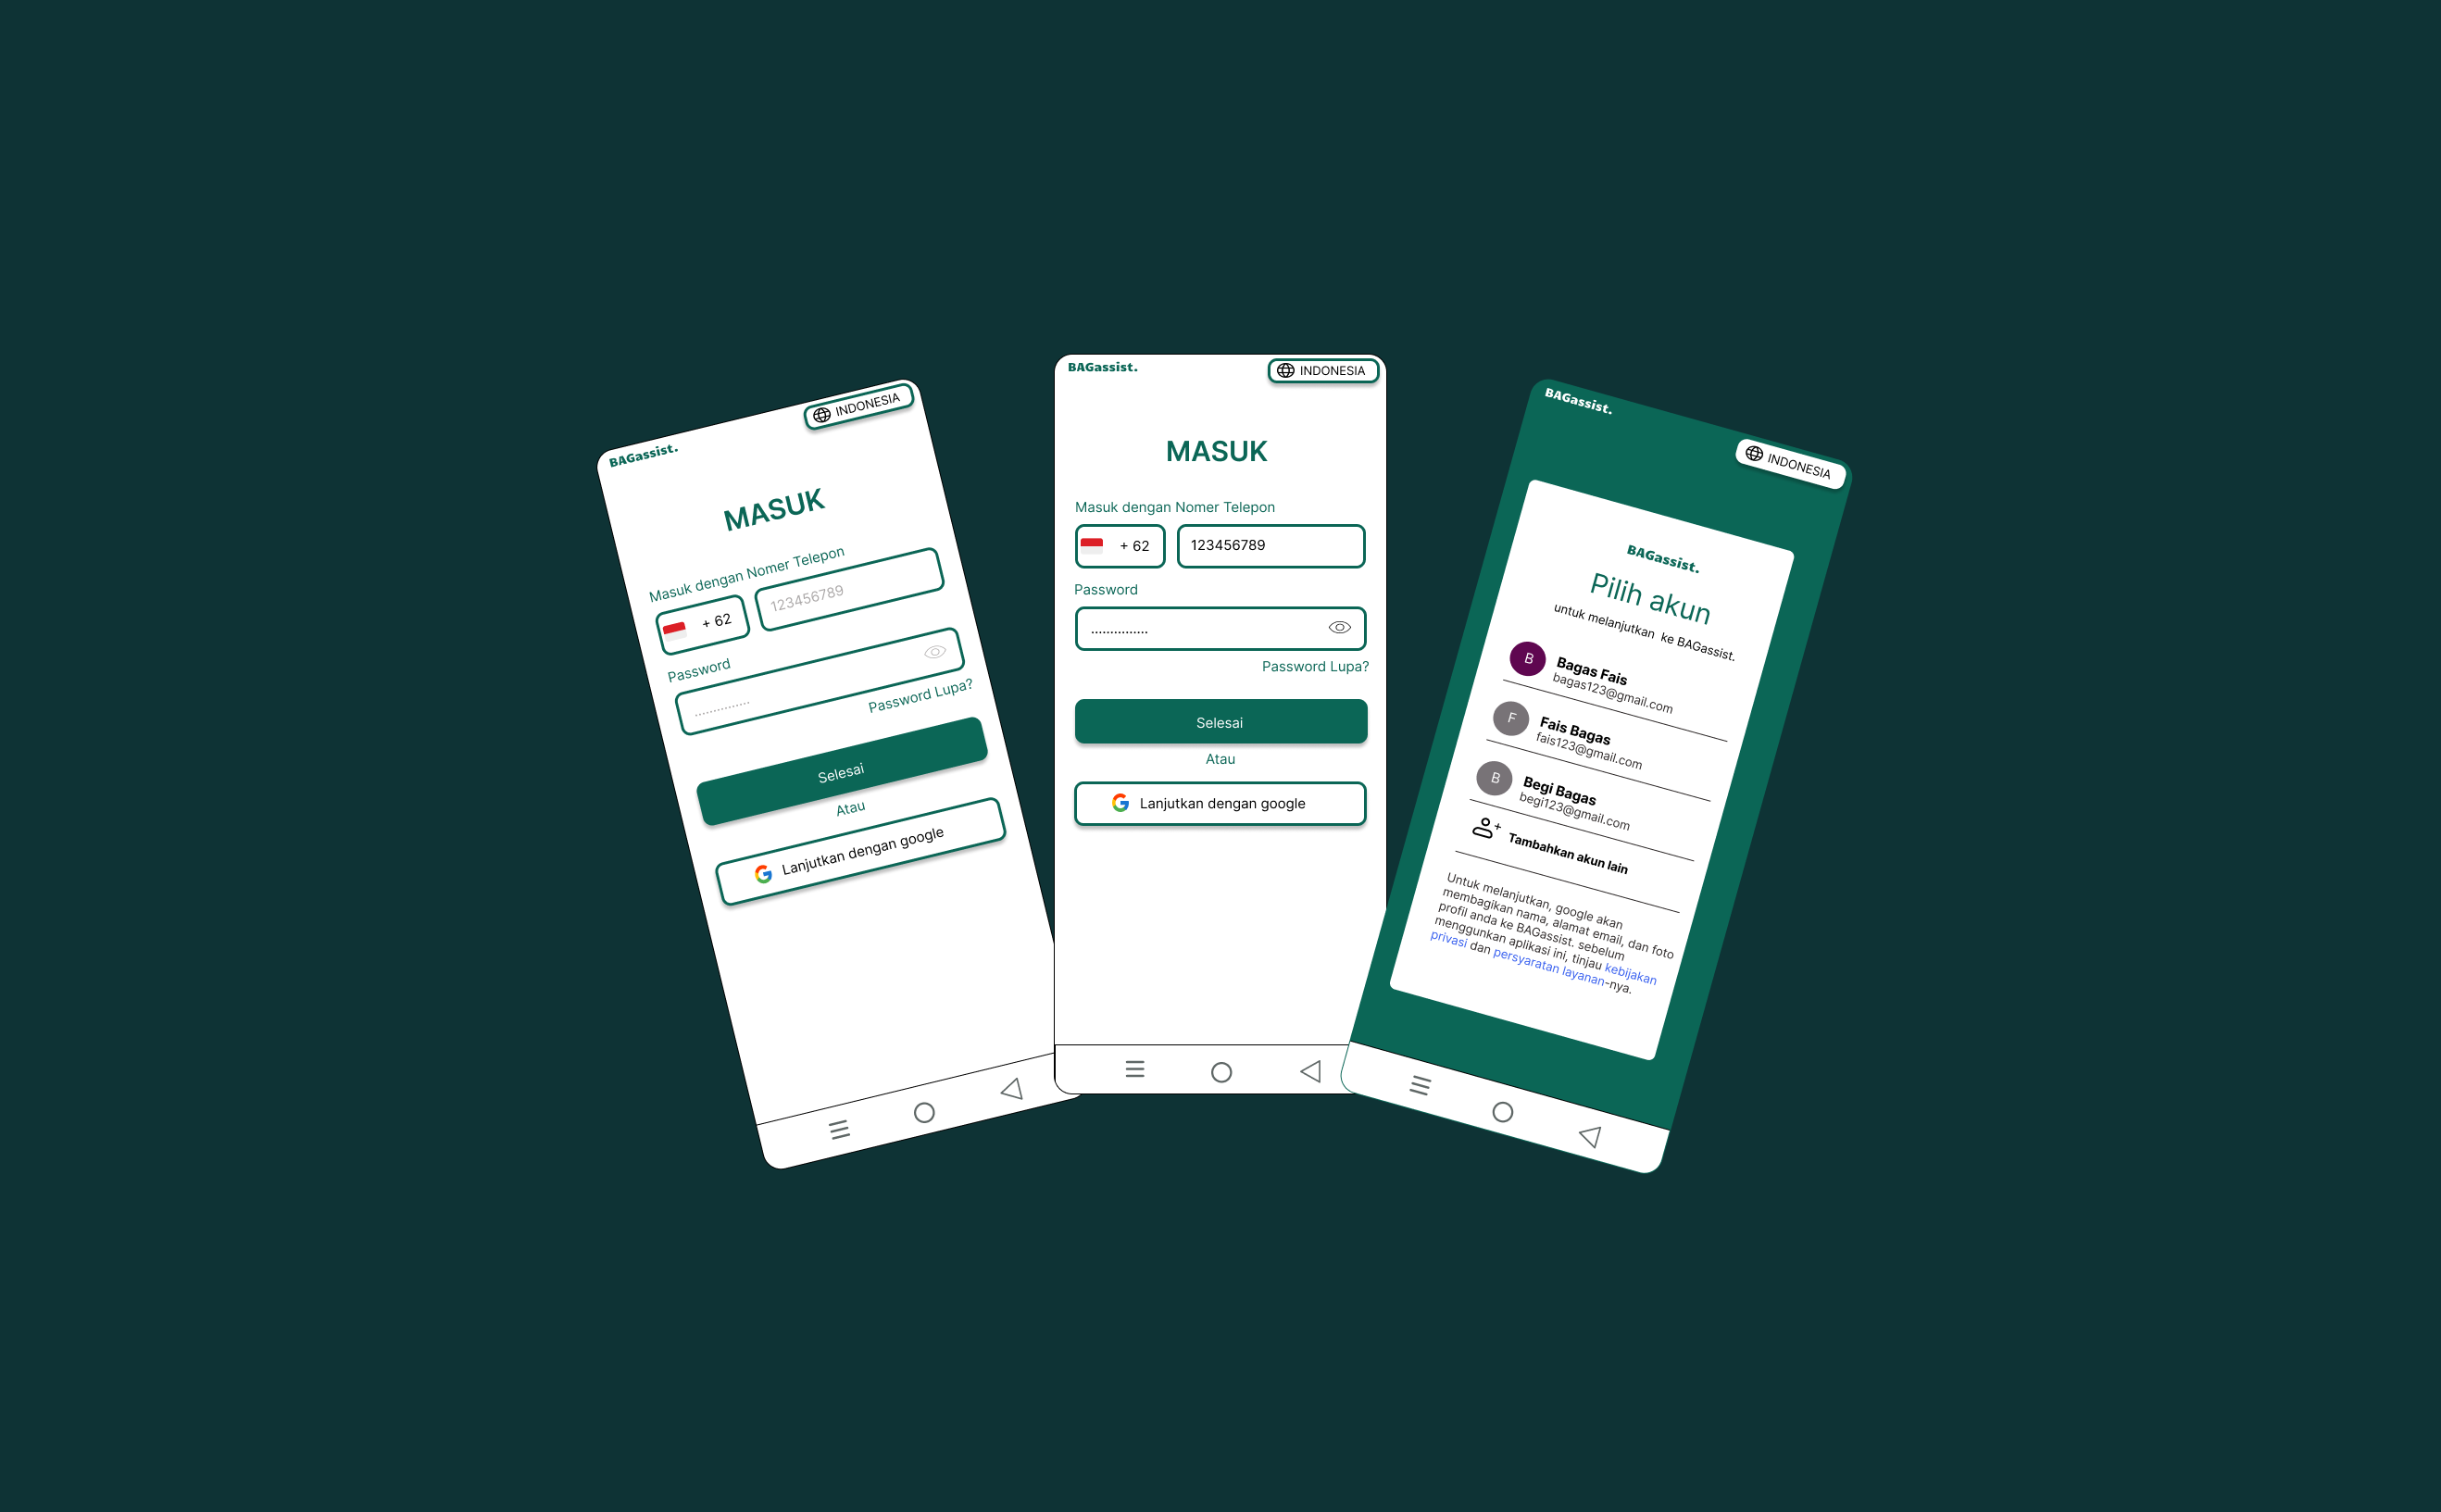 BAGassist.
INDONESIA
MASUK
Masuk dengan Nomer Telepon
+ 62
123456789
Password
...............
Password Lupa?
Selesai
Atau
Lanjutkan dengan google
BAGassist.
INDONESIA
MASUK
Masuk dengan Nomer Telepon
+ 62
123456789
Password
...............
Password Lupa?
Selesai
Atau
Lanjutkan dengan google
BAGassist.
INDONESIA
BAGassist.
Pilih akun
untuk melanjutkan  ke BAGassist.
B
Bagas Fais
bagas123@gmail.com
F
Fais Bagas
fais123@gmail.com
B
Begi Bagas
begi123@gmail.com
Tambahkan akun lain
Untuk melanjutkan, google akan
membagikan nama, alamat email, dan foto
profil anda ke BAGassist. sebelum
menggunkan aplikasi ini, tinjau kebijakan
privasi dan persyaratan layanan-nya.